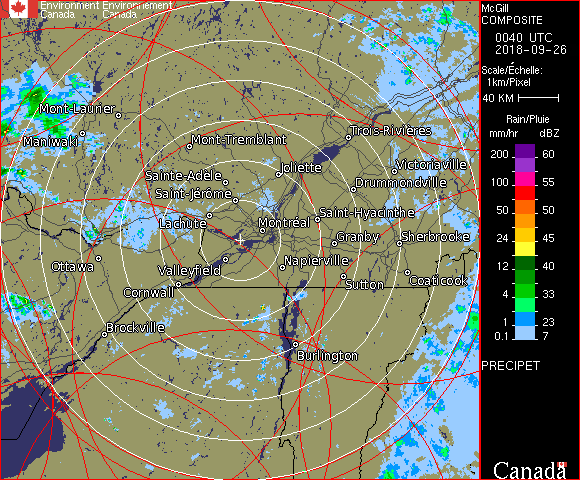 Environment Environnement
Canada Canada
McGill
COMPOSITE
0040 UTC
2018-09-26
Scale/Échelle:
1km/Pixel
40 KM
Rain/Pluie
mm/hr dBZ
200 60
100 55
50 50
24 45
12 40
4 33
1 23
0.1 7
PRECIPET
Canada
Mont-Laurier
Maniwaki
Mont-Tremblant
Trois-Rivières
Joliette
Victoriaville
Sainte-Adèle
Drummondville
Saint-Jérôme
Lachute
Montréal
Saint-Hyacinthe
Granby
Sherbrooke
Ottawa
Valleyfield
Napierville
Cornwall
Sutton
Coaticook
Brockville
Burlington